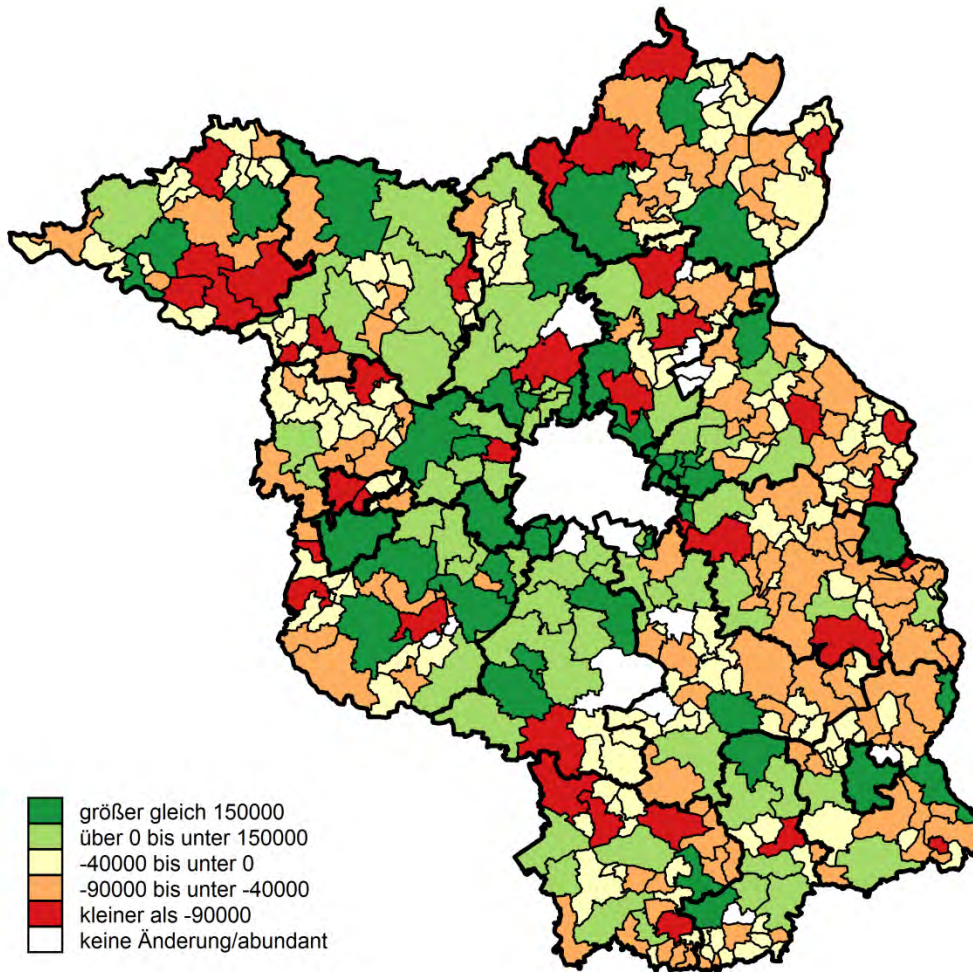 größer gleich 150000
über 0 bis unter 150000
-40000 bis unter 0
-90000 bis unter -40000
kleiner als -90000
keine Änderung/abundant